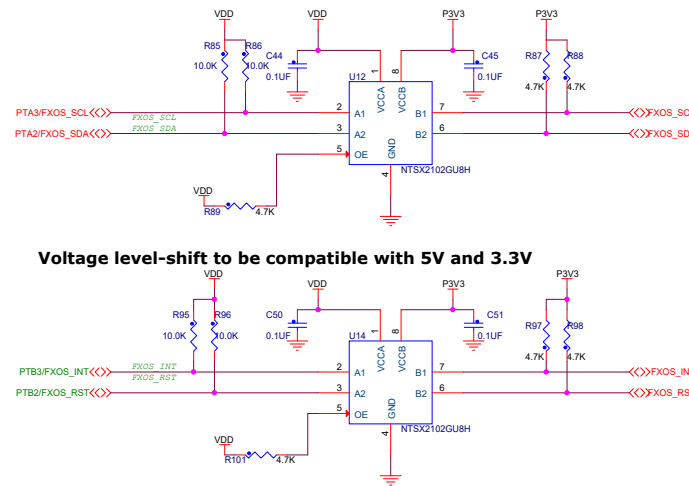 VDD VDD P3V3 P3V3
R85 R86 C44 C45 R87 R88
10.0K 10.0K 0.1UF U12 0.1UF 4.7K 4.7K
1 8
VCCA VCCB
PTA3/FXOS_SCL FXOS_SCL 2 A1 B1 7 FXOS_SC
PTA2/FXOS_SDA FXOS_SDA 3 A2 B2 6 FXOS_SD
5 OE GND
4 NTSX2102GU8H
VDD
R89 4.7K
Voltage level-shift to be compatible with 5V and 3.3V
VDD VDD P3V3 P3V3
R95 R96 C50 C51 R97 R98
10.0K 10.0K 0.1UF U14 0.1UF 4.7K 4.7K
1 8
VCCA VCCB
PTB3/FXOS_INT FXOS_INT 2 A1 B1 7 FXOS_IN
PTB2/FXOS_RST FXOS_RST 3 A2 B2 6 FXOS_RS
5 OE GND
4 NTSX2102GU8H
VDD
R101 4.7K